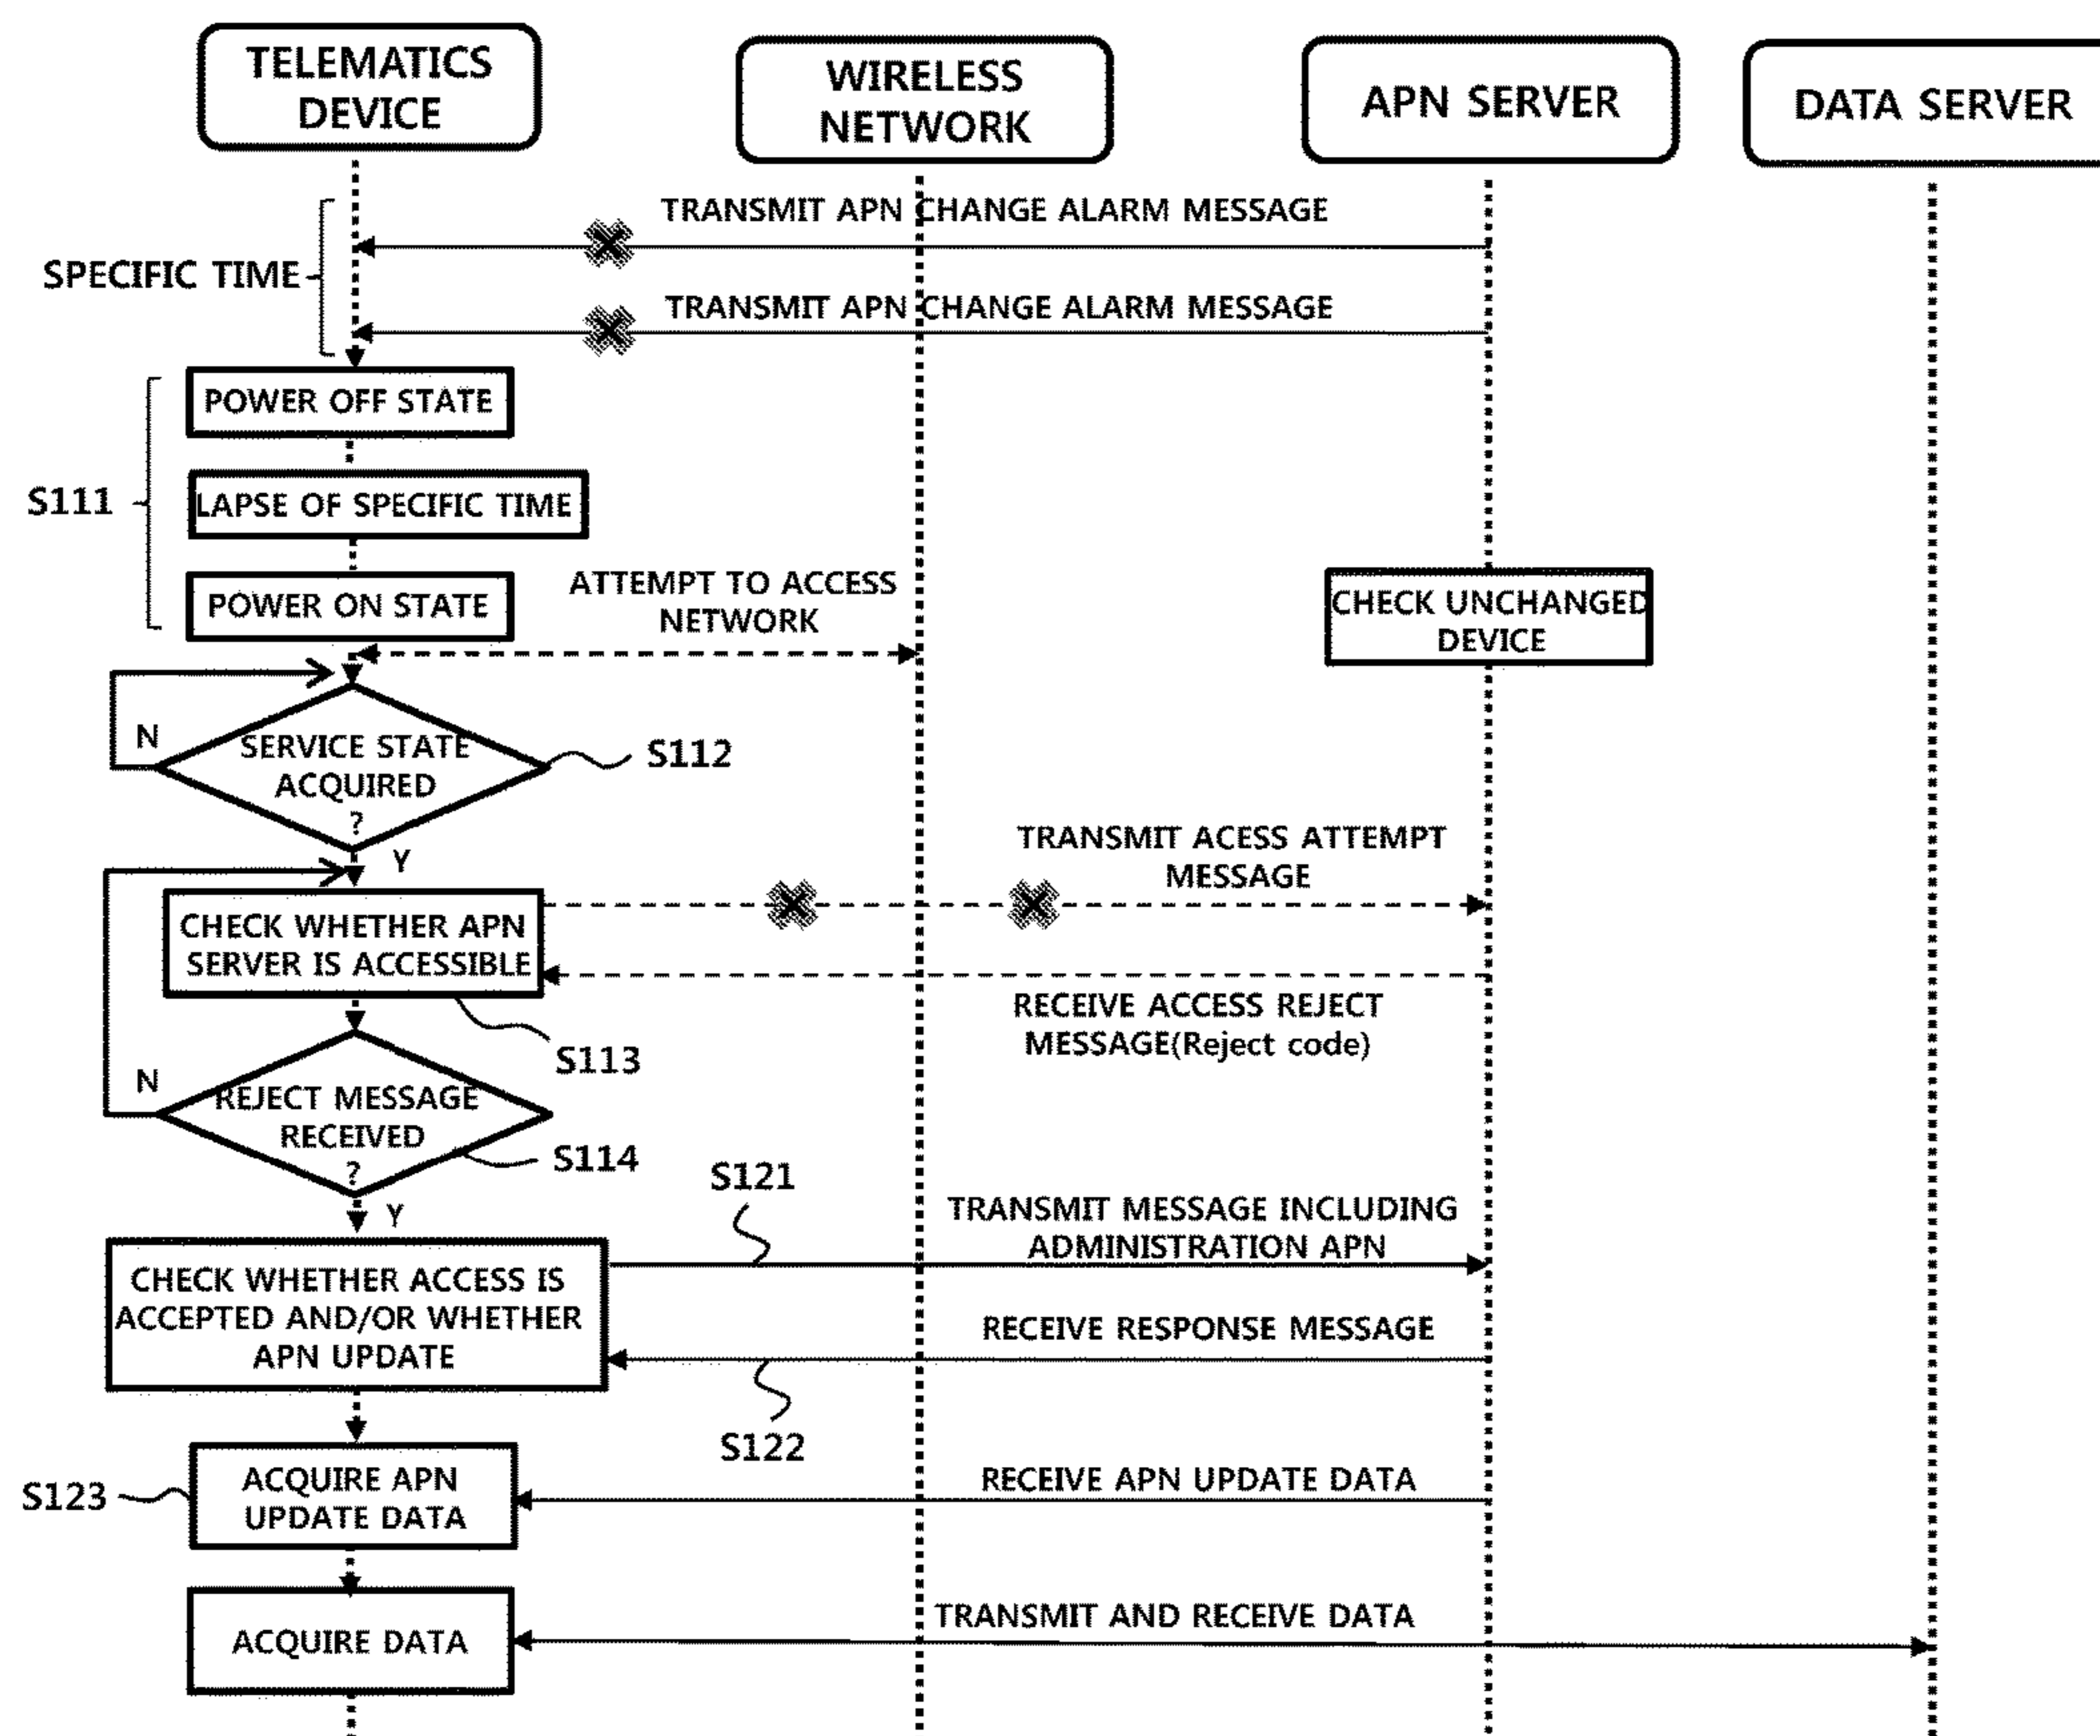 TELEMATICS
DEVICE
WIRELESS
NETWORK
APN SERVER
DATA SERVER
TRANSMIT APN CHANGE ALARM MESSAGE
SPECIFIC TIME
TRANSMIT APN CHANGE ALARM MESSAGE
POWER OFF STATE
S111
LAPSE OF SPECIFIC TIME
POWER ON STATE
ATTEMPT TO ACCESS
NETWORK
CHECK UNCHANGED
DEVICE
N
SERVICE STATE
ACQUIRED
?
S112
Y
TRANSMIT ACESS ATTEMPT
MESSAGE
CHECK WHETHER APN
SERVER IS ACCESSIBLE
RECEIVE ACCESS REJECT
MESSAGE(Reject code)
S113
N
REJECT MESSAGE
RECEIVED
?
S114
Y
S121
TRANSMIT MESSAGE INCLUDING
ADMINISTRATION APN
CHECK WHETHER ACCESS IS
ACCEPTED AND/OR WHETHER
APN UPDATE
RECEIVE RESPONSE MESSAGE
S122
S123
ACQUIRE APN
UPDATE DATA
RECEIVE APN UPDATE DATA
ACQUIRE DATA
TRANSMIT AND RECEIVE DATA